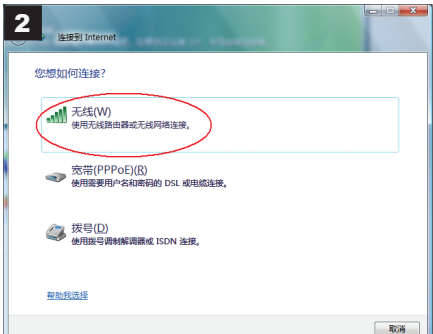 2
连接到 Internet
您想如何连接?
无线(W)
使用无线路由器或无线网络连接。
宽带(PPPoE)(R)
使用需要用户名和密码的 DSL 或电缆连接。
拨号(D)
使用拨号调制解调器或 ISDN 连接。
帮助我选择
取消